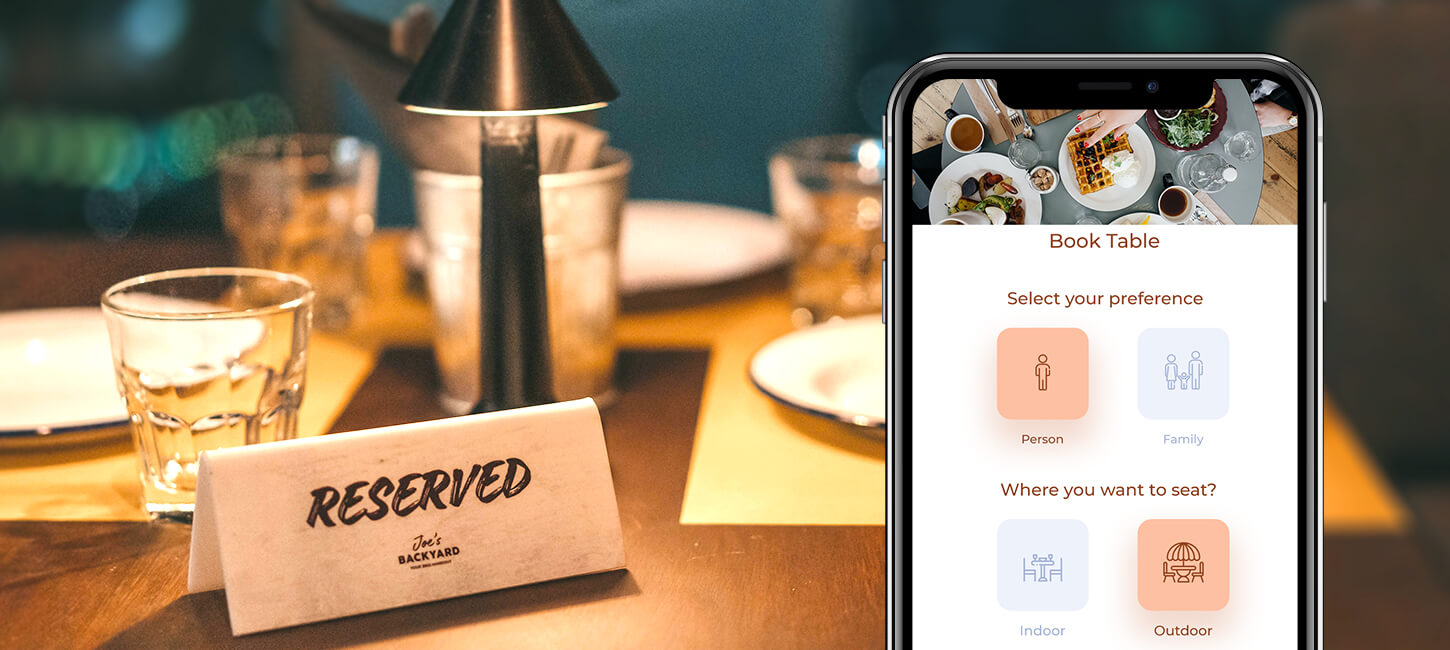 RESERVED
Joe's
BACKYARD
Book Table
Select your preference
Person
Family
Where you want to seat?
Indoor
Outdoor